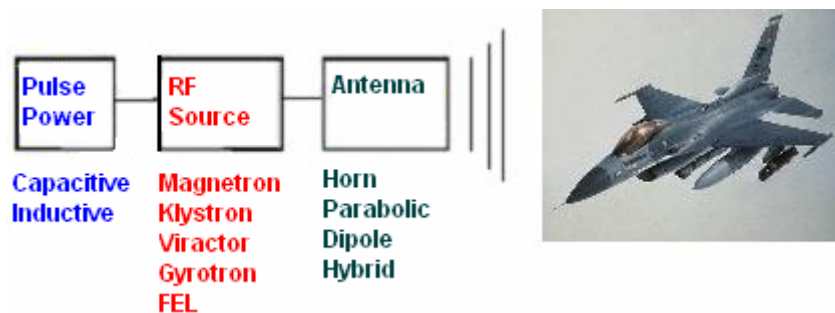 Pulse
Power
RF
Source
Antenna
Capacitive
Inductive
Magnetron
Klystron
Viractor
Gyrotron
FEL
Horn
Parabolic
Dipole
Hybrid